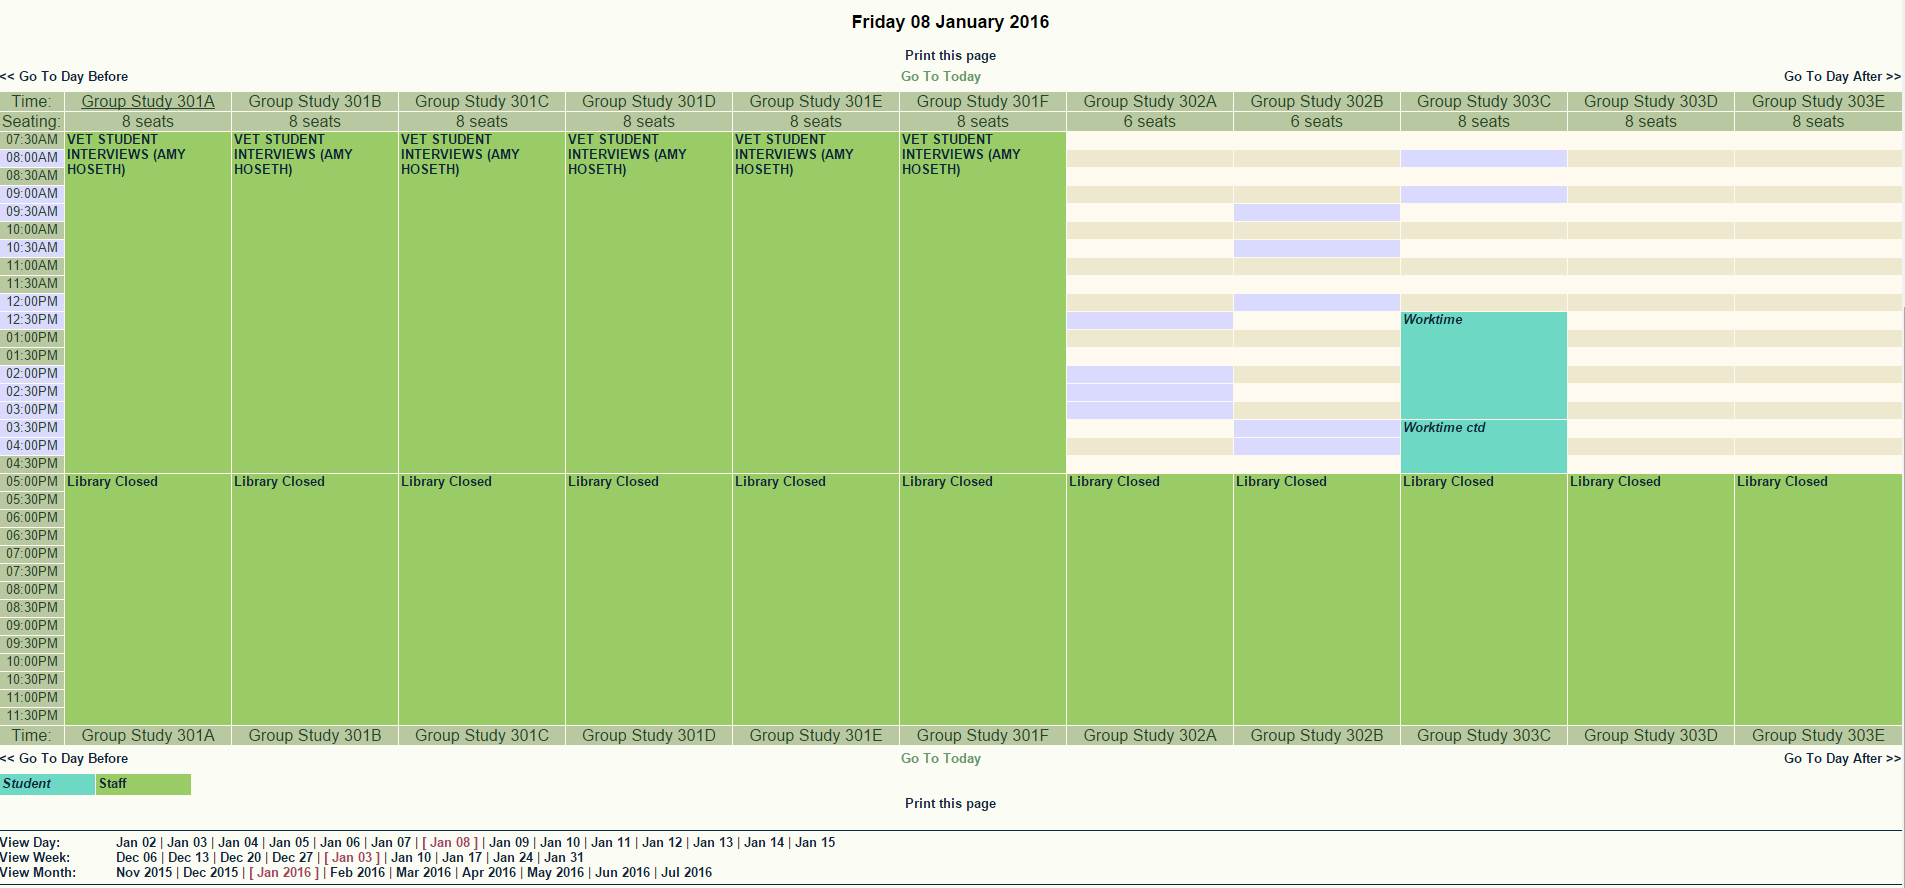 Friday 08 January 2016
Print this page
<< Go To Day Before Go To Today Go To Day After >>
Time: Group Study 301A Group Study 301B Group Study 301C Group Study 301D Group Study 301E Group Study 301F Group Study 302A Group Study 302B Group Study 303C Group Study 303D Group Study 303E
Seating: 8 seats 8 seats 8 seats 8 seats 8 seats 8 seats 6 seats 6 seats 8 seats 8 seats 8 seats
07:30AM VET STUDENT VET STUDENT VET STUDENT VET STUDENT VET STUDENT VET STUDENT
08:00AM INTERVIEWS (AMY INTERVIEWS (AMY INTERVIEWS (AMY INTERVIEWS (AMY INTERVIEWS (AMY INTERVIEWS (AMY
08:30AM HOSETH) HOSETH) HOSETH) HOSETH) HOSETH) HOSETH)
09:00AM
09:30AM
10:00AM
10:30AM
11:00AM
11:30AM
12:00PM
12:30PM Worktime
01:00PM
01:30PM
02:00PM
02:30PM
03:00PM
03:30PM Worktime ctd
04:00PM
04:30PM
05:00PM Library Closed Library Closed Library Closed Library Closed Library Closed Library Closed Library Closed Library Closed Library Closed Library Closed Library Closed
05:30PM
06:00PM
06:30PM
07:00PM
07:30PM
08:00PM
08:30PM
09:00PM
09:30PM
10:00PM
10:30PM
11:00PM
11:30PM
Time: Group Study 301A Group Study 301B Group Study 301C Group Study 301D Group Study 301E Group Study 301F Group Study 302A Group Study 302B Group Study 303C Group Study 303D Group Study 303E
<< Go To Day Before Go To Today Go To Day After >>
Student Staff
Print this page
View Day: Jan 02 | Jan 03 | Jan 04 | Jan 05 | Jan 06 | Jan 07 | [ Jan 08 ] | Jan 09 | Jan 10 | Jan 11 | Jan 12 | Jan 13 | Jan 14 | Jan 15
View Week: Dec 06 | Dec 13 | Dec 20 | Dec 27 | [ Jan 03 ] | Jan 10 | Jan 17 | Jan 24 | Jan 31
View Month: Nov 2015 | Dec 2015 | [ Jan 2016 ] | Feb 2016 | Mar 2016 | Apr 2016 | May 2016 | Jun 2016 | Jul 2016